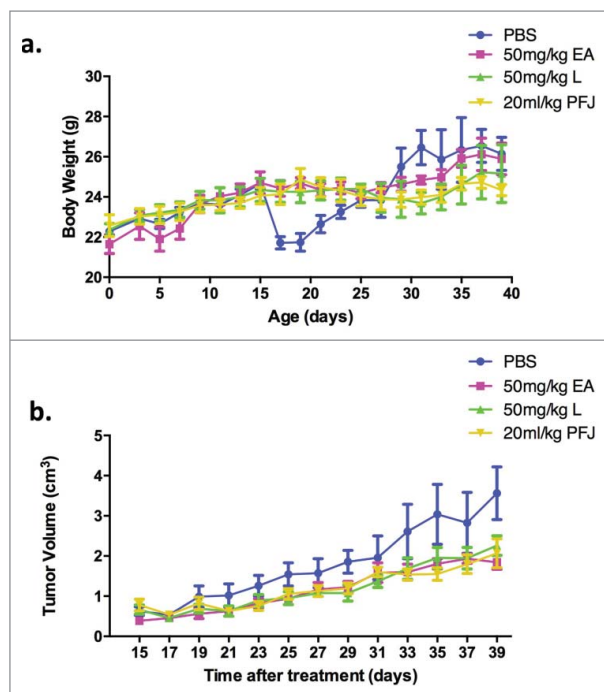 a.
PBS
50mg/kg EA
50mg/kg L
20ml/kg PFJ
Body Weight (g)
30
28
26
24
22
20
0 5 10 15 20 25 30 35 40
Age (days)
b.
PBS
50mg/kg EA
50mg/kg L
20ml/kg PFJ
Tumor Volume (cm³)
5
4
3
2
1
0
15 17 19 21 23 25 27 29 31 33 35 37 39
Time after treatment (days)